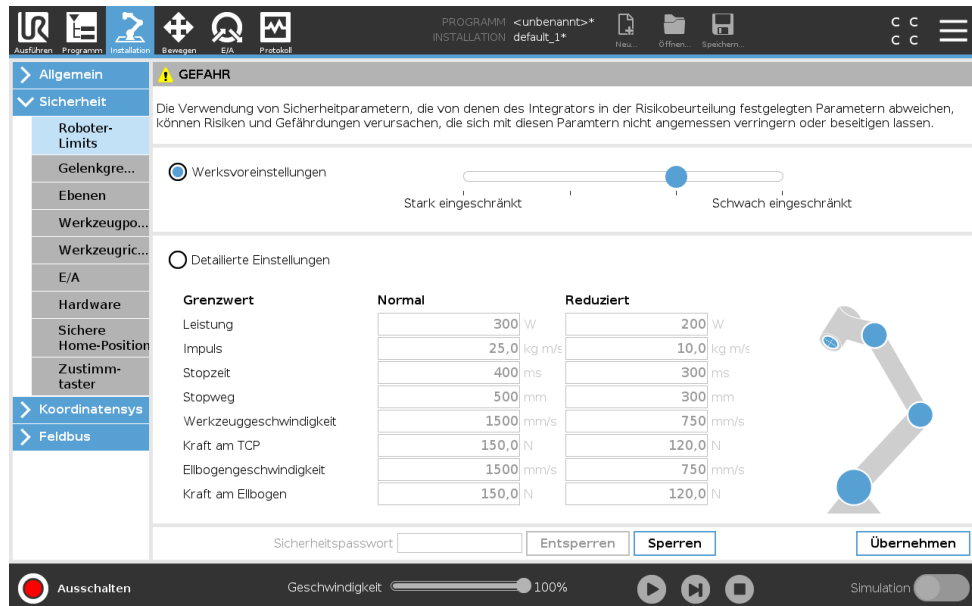 UR
PROGRAMM <unbenannt>*
INSTALLATION default_1*
C C
C C
Ausführen Programm Installation Bewegen E/A Protokoll Neu... Öffnen... Speichern...
Allgemein
Sicherheit
Roboter-
Limits
Gelenkgre...
Ebenen
Werkzeugpo...
Werkzeugric...
E/A
Hardware
Sichere
Home-Position
Zustimm-
taster
Koordinatensys
Feldbus
GEFAHR
Die Verwendung von Sicherheitparametern, die von denen des Integrators in der Risikobeurteilung festgelegten Parametern abweichen,
können Risiken und Gefährdungen verursachen, die sich mit diesen Paramtern nicht angemessen verringern oder beseitigen lassen.
Werksvoreinstellungen
Stark eingeschränkt Schwach eingeschränkt
Detailierte Einstellungen
Grenzwert Normal Reduziert
Leistung 300 W 200 W
Impuls 25,0 kg m/s 10,0 kg m/s
Stopzeit 400 ms 300 ms
Stopweg 500 mm 300 mm
Werkzeuggeschwindigkeit 1500 mm/s 750 mm/s
Kraft am TCP 150,0 N 120,0 N
Ellbogengeschwindigkeit 1500 mm/s 750 mm/s
Kraft am Ellbogen 150,0 N 120,0 N
Sicherheitspasswort Entsperren Sperren Übernehmen
Ausschalten Geschwindigkeit 100% Simulation